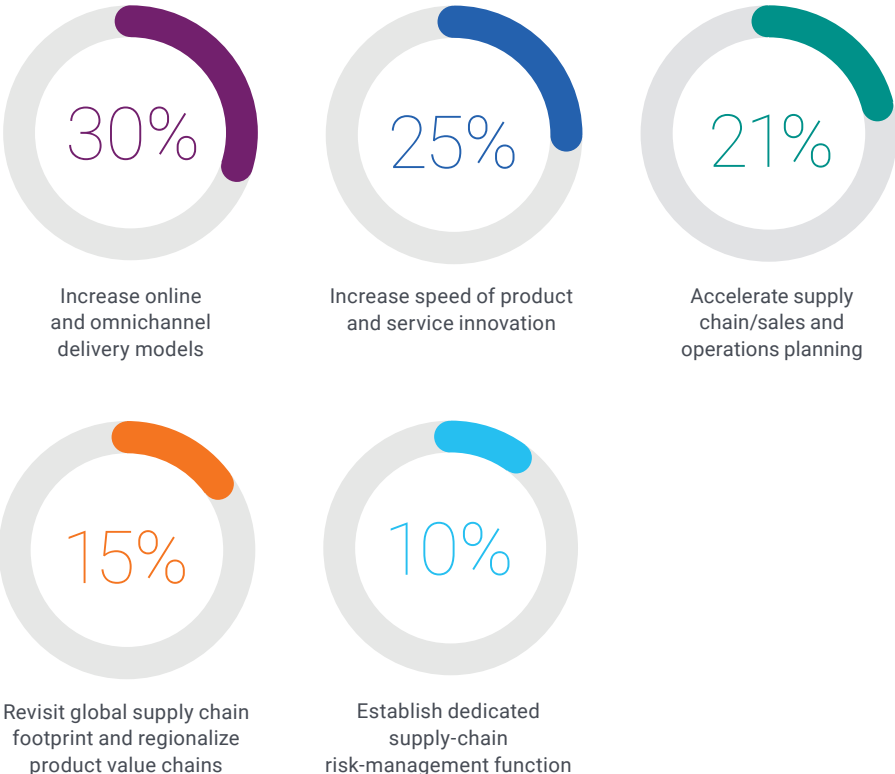 30%
Increase online
and omnichannel
delivery models
25%
Increase speed of product
and service innovation
21%
Accelerate supply
chain/sales and
operations planning
15%
Revisit global supply chain
footprint and regionalize
product value chains
10%
Establish dedicated
supply-chain
risk-management function